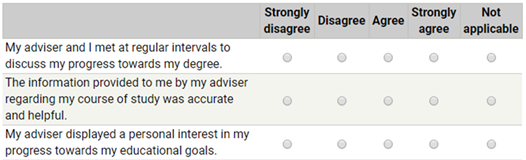 Strongly disagree Disagree Agree Strongly agree Not applicable
My adviser and I met at regular intervals to
discuss my progress towards my degree.
The information provided to me by my adviser
regarding my course of study was accurate
and helpful.
My adviser displayed a personal interest in my
progress towards my educational goals.